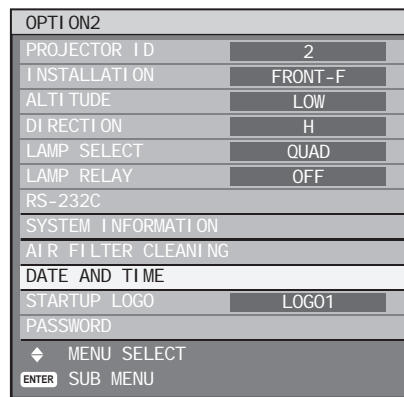 OPTION2
PROJECTOR ID 2
INSTALLATION FRONT-F
ALTITUDE LOW
DIRECTION H
LAMP SELECT QUAD
LAMP RELAY OFF
RS-232C
SYSTEM INFORMATION
AIR FILTER CLEANING
DATE AND TIME
STARTUP LOGO LOGO1
PASSWORD
MENU SELECT
ENTER SUB MENU